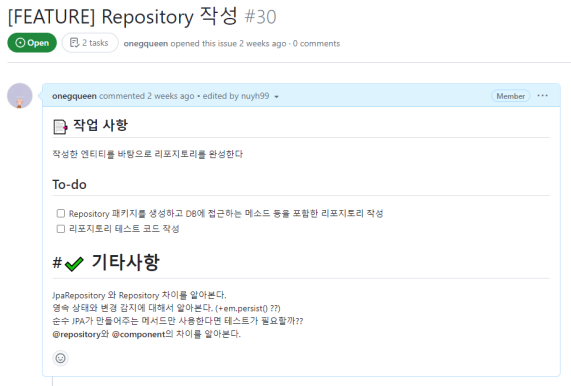 [FEATURE] Repository 작성 #30
Open 2 tasks onegqueen opened this issue 2 weeks ago · 0 comments
onegqueen commented 2 weeks ago • edited by nuyh99 Member ...
작업 사항
작성한 엔티티를 바탕으로 리포지토리를 완성한다
To-do
Repository 패키지를 생성하고 DB에 접근하는 메소드 등을 포함한 리포지토리 작성
리포지토리 테스트 코드 작성
#✔ 기타사항
JpaRepository 와 Repository 차이를 알아본다.
영속 상태와 변경 감지에 대해서 알아본다. (+em.persist() ??)
순수 JPA가 만들어주는 메서드만 사용한다면 테스트가 필요할까??
@repository와 @component의 차이를 알아본다.